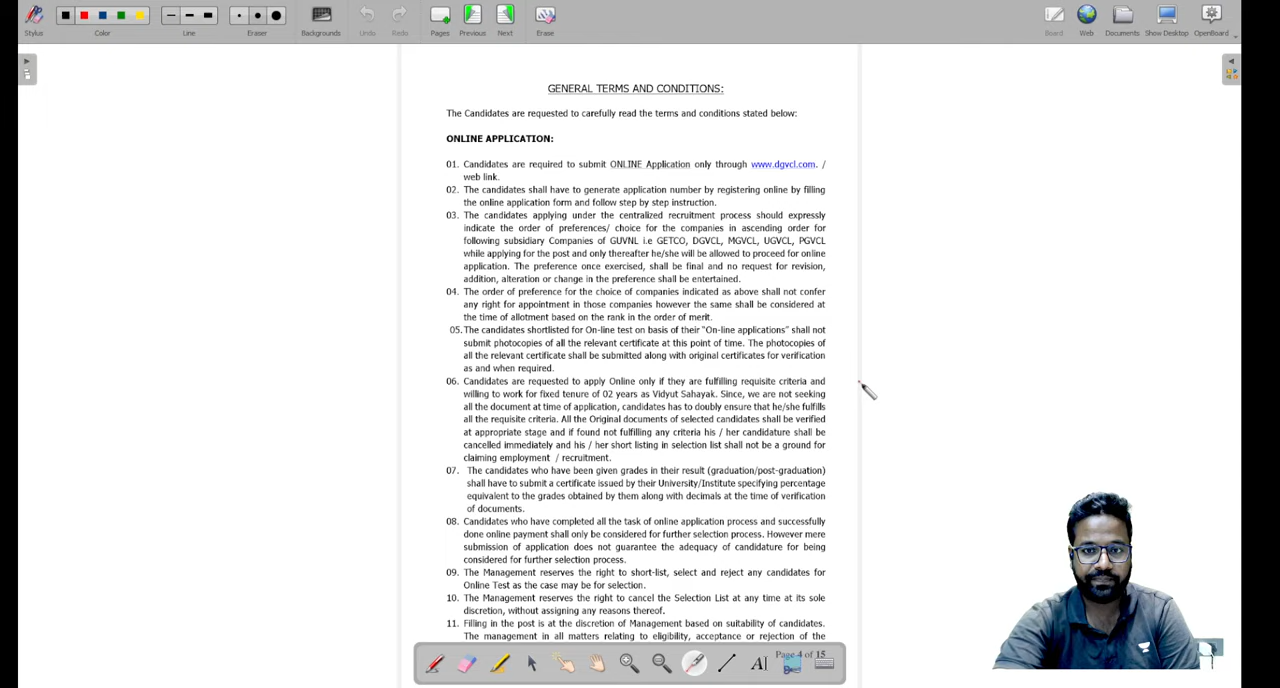 Stylus
Color
Line
Eraser
Backgrounds
Undo
Redo
Pages
Previous
Next
Erase
Board
Web
Documents
Show Desktop
OpenBoard
GENERAL TERMS AND CONDITIONS:
The Candidates are requested to carefully read the terms and conditions stated below:
ONLINE APPLICATION:
01. Candidates are required to submit ONLINE Application only through www.dgvcl.com. /
web link.
02. The candidates shall have to generate application number by registering online by filling
the online application form and follow step by step instruction.
03. The candidates applying under the centralized recruitment process should expressly
indicate the order of preferences/ choice for the companies in ascending order for
following subsidiary Companies of GUVNL i.e GETCO, DGVCL, MGVCL, UGVCL, PGVCL
while applying for the post and only thereafter he/she will be allowed to proceed for online
application. The preference once exercised, shall be final and no request for revision,
addition, alteration or change in the preference shall be entertained.
04. The order of preference for the choice of companies indicated as above shall not confer
any right for appointment in those companies however the same shall be considered at
the time of allotment based on the rank in the order of merit.
05. The candidates shortlisted for On-line test on basis of their "On-line applications" shall not
submit photocopies of all the relevant certificate at this point of time. The photocopies of
all the relevant certificate shall be submitted along with original certificates for verification
as and when required.
06. Candidates are requested to apply Online only if they are fulfilling requisite criteria and
willing to work for fixed tenure of 02 years as Vidyut Sahayak. Since, we are not seeking
all the document at time of application, candidates has to doubly ensure that he/she fulfills
all the requisite criteria. All the Original documents of selected candidates shall be verified
at appropriate stage and if found not fulfilling any criteria his / her candidature shall be
cancelled immediately and his / her short listing in selection list shall not be a ground for
claiming employment / recruitment.
07. The candidates who have been given grades in their result (graduation/post-graduation)
shall have to submit a certificate issued by their University/Institute specifying percentage
equivalent to the grades obtained by them along with decimals at the time of verification
of documents.
08. Candidates who have completed all the task of online application process and successfully
done online payment shall only be considered for further selection process. However mere
submission of application does not guarantee the adequacy of candidature for being
considered for further selection process.
09. The Management reserves the right to short-list, select and reject any candidates for
Online Test as the case may be for selection.
10. The Management reserves the right to cancel the Selection List at any time at its sole
discretion, without assigning any reasons thereof.
11. Filling in the post is at the discretion of Management based on suitability of candidates.
The management in all matters relating to eligibility, acceptance or rejection of the
Page 4 of 15